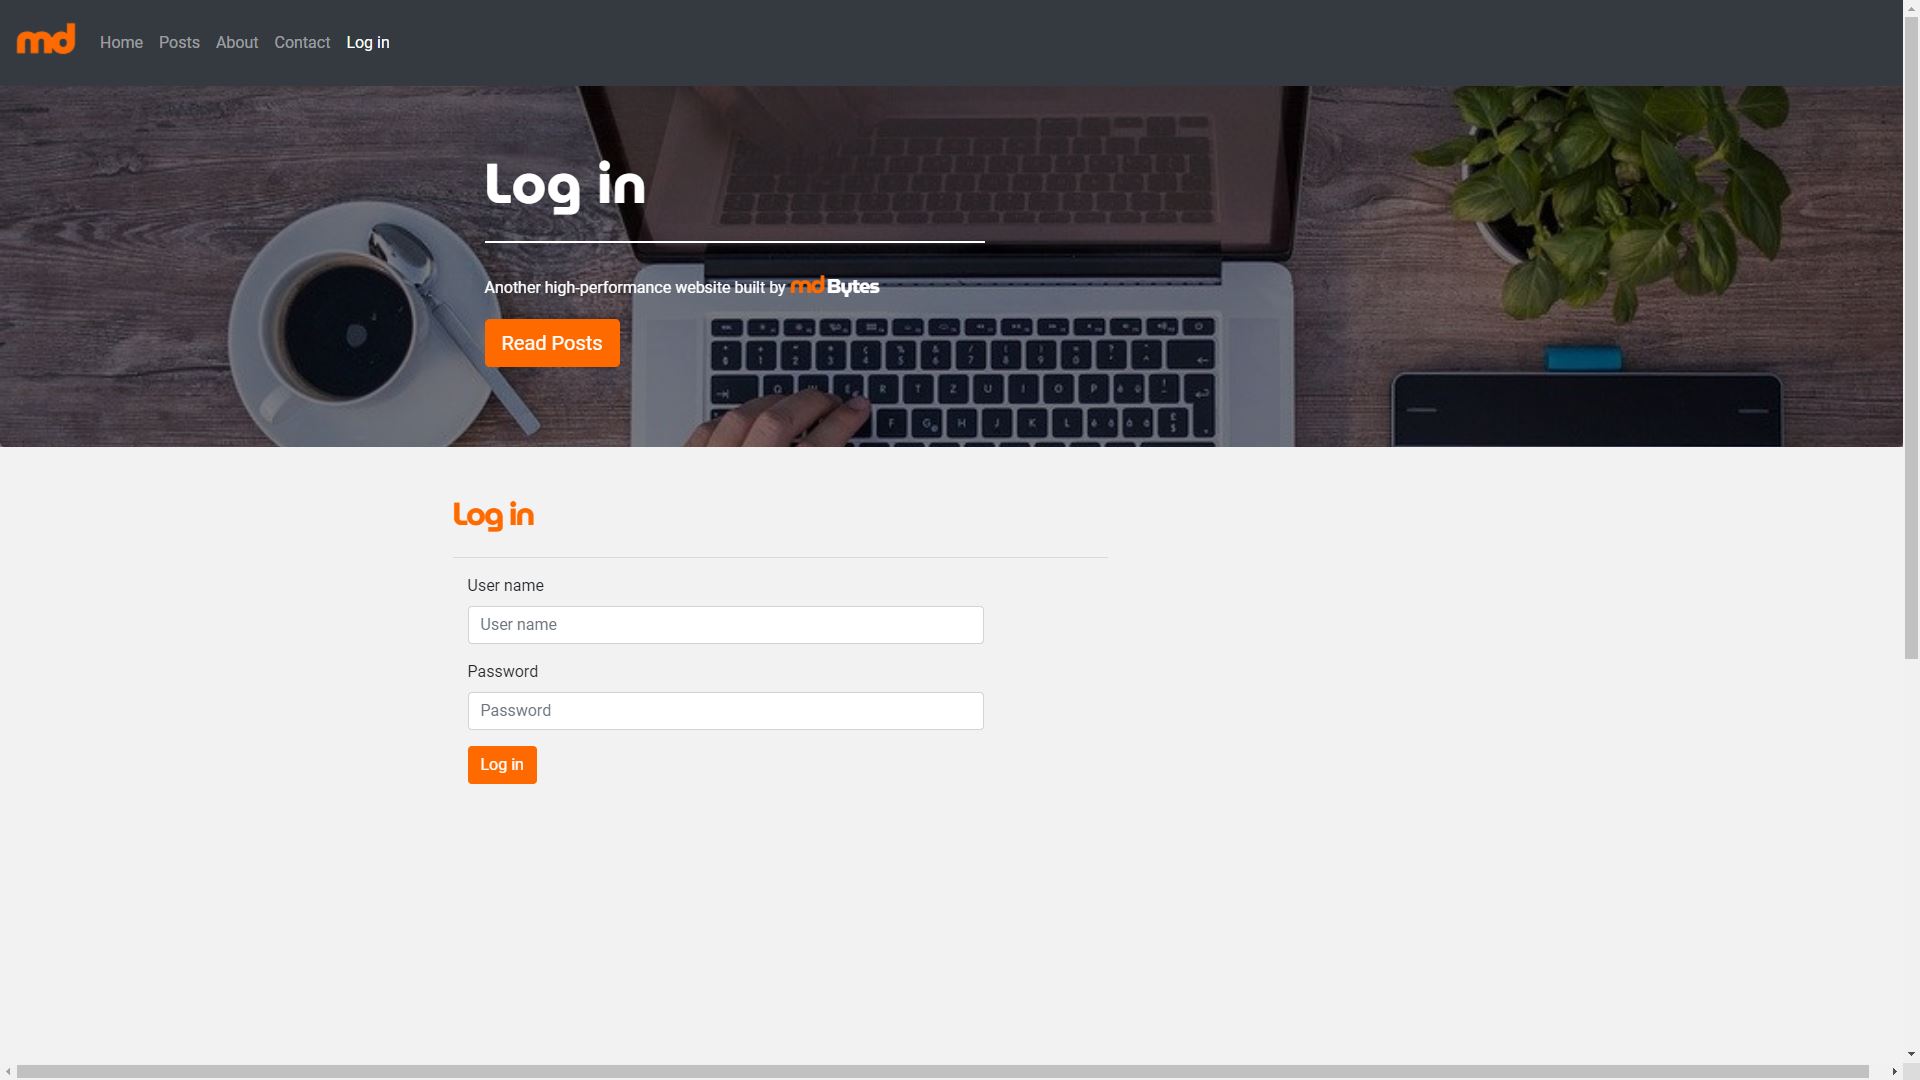 md Home Posts About Contact Log in
Log in
Another high-performance website built by md Bytes
Read Posts
Log in
User name
User name
Password
Password
Log in